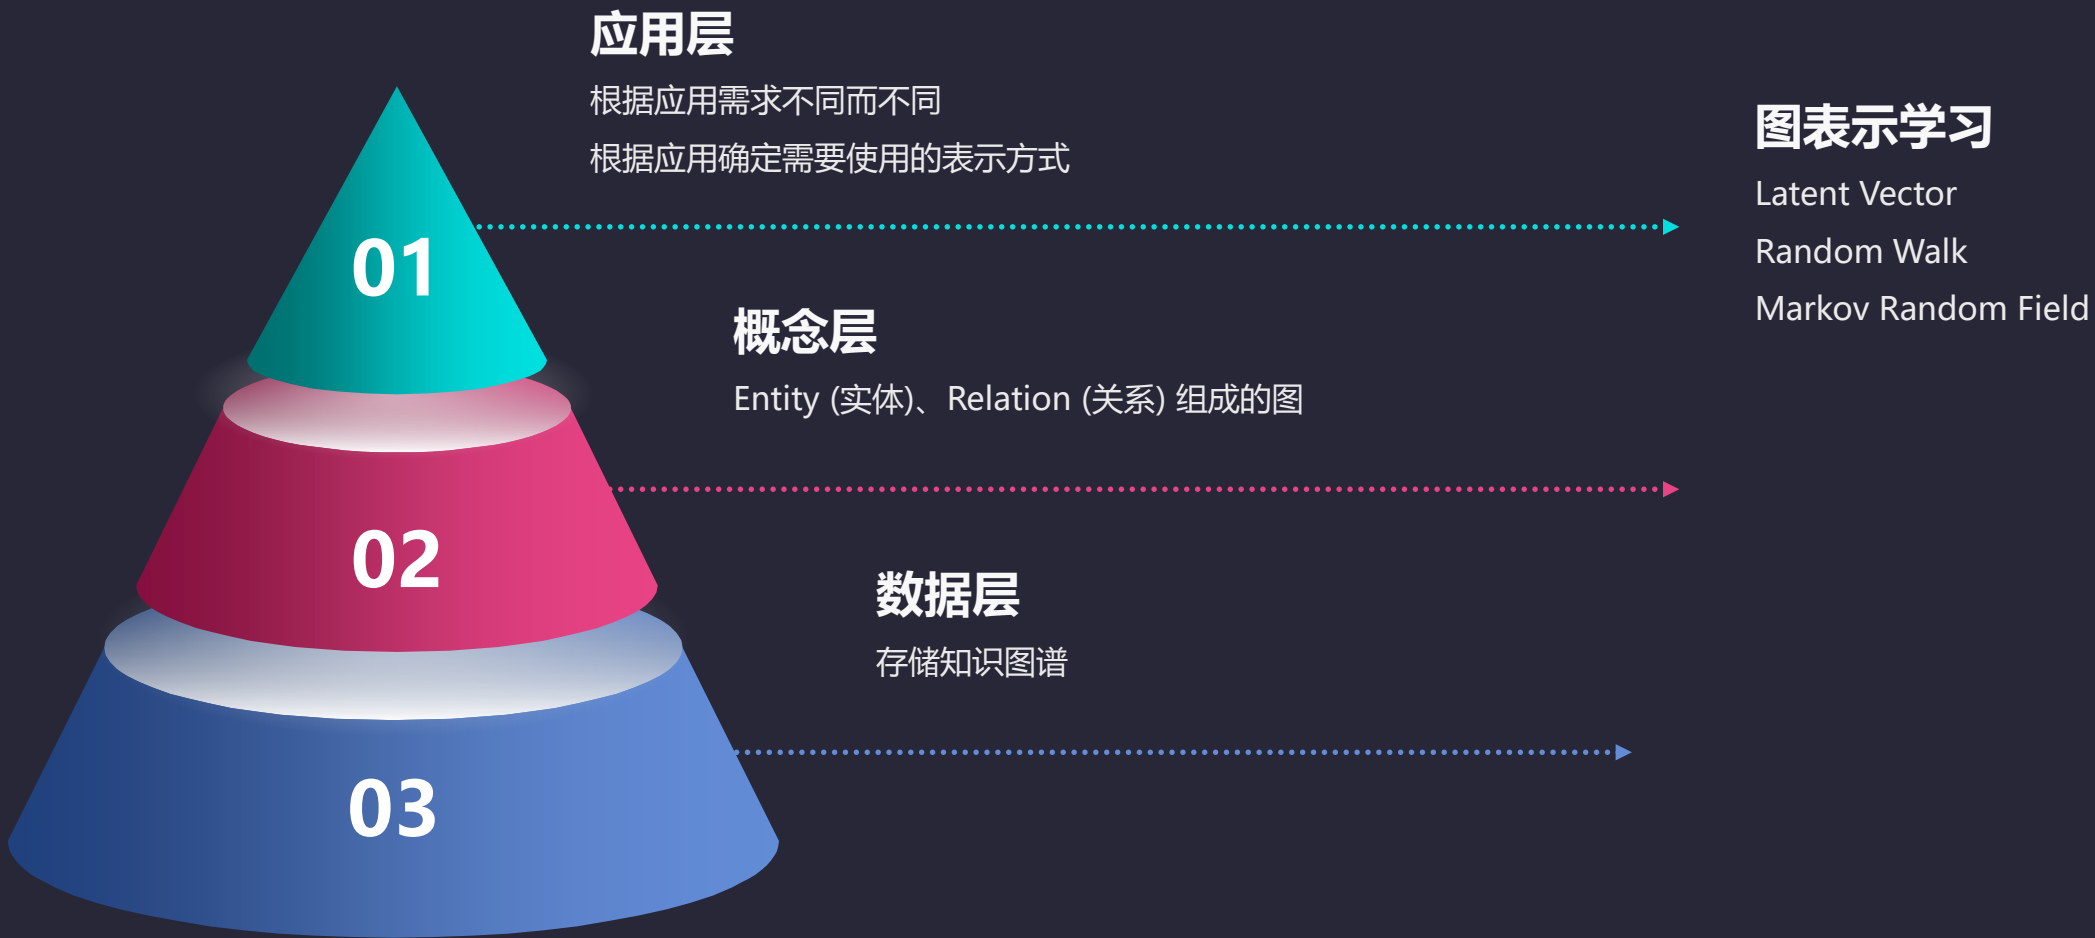 应用层
根据应用需求不同而不同
根据应用确定需要使用的表示方式
图表示学习
Latent Vector
Random Walk
Markov Random Field
01
概念层
Entity (实体)、Relation (关系) 组成的图
02
数据层
存储知识图谱
03